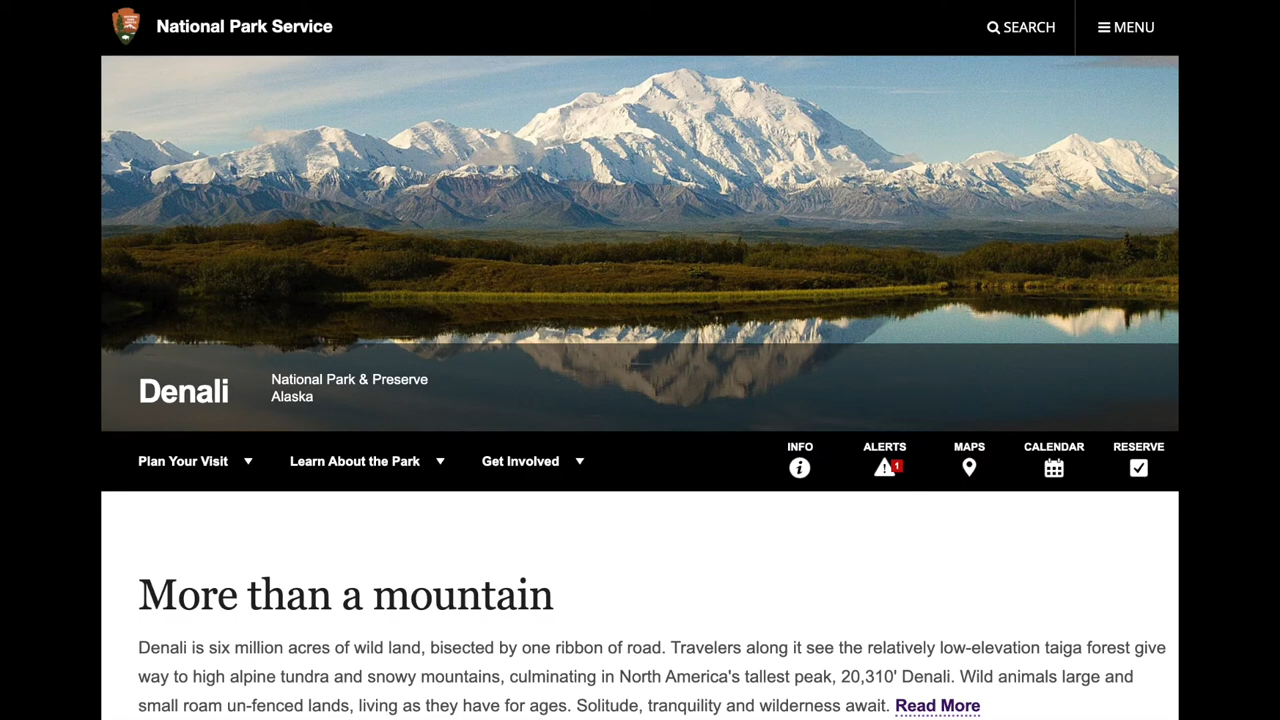 National Park Service
SEARCH
MENU
Denali
National Park & Preserve
Alaska
Plan Your Visit
Learn About the Park
Get Involved
INFO
ALERTS
1
MAPS
CALENDAR
RESERVE
More than a mountain
Denali is six million acres of wild land, bisected by one ribbon of road. Travelers along it see the relatively low-elevation taiga forest give
way to high alpine tundra and snowy mountains, culminating in North America's tallest peak, 20,310' Denali. Wild animals large and
small roam un-fenced lands, living as they have for ages. Solitude, tranquility and wilderness await. Read More